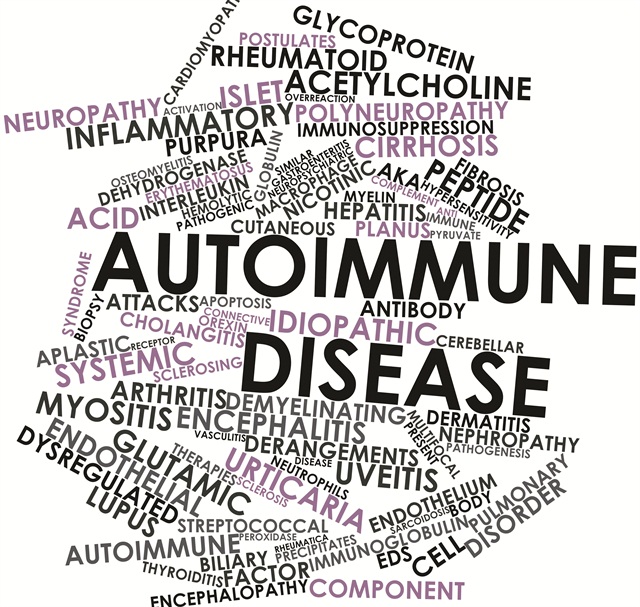 GLYCOPROTEIN
CARDIOMYOPAT
POSTULATES
RHEUMATOID
ACETYLCHOLINE
ISLET
OVERREACTION
NEUROPATHY
ACTIVATION
POLYNEUROPATHY
INFLAMMATORY
IMMUNOSUPPRESSION
PURPURA
CIRRHOSIS
GLOBULIN
SIMILAR
GASTROENTERITIS
NEUROPSYCHIATRIC
OSTEOMYELITIS
DEHYDROGENASE
MACROPHAGE
NICOTINIC
AKA
FIBROSIS
PEPTIDE
HYPERSENSITIVITY
COMPLEMENT
ANTI
ERYTHEMATOSUS
INTERLEUKIN
HEMOLYTIC
PATHOGENIC
MYELIN
ACID
HEPATITIS
IMMUNE
CUTANEOUS
PLANUS
PYRUVATE
AUTOIMMUNE
SYNDROME
BIOPSY
ATTACKS
APOPTOSIS
ANTIBODY
CONNECTIVE
CHOLANGITIS
OREXIN
IDIOPATHIC
CEREBELLAR
APLASTIC
RECEPTOR
DISEASE
SYSTEMIC
SCLEROSING
ARTHRITIS
DEMYELINATING
MYOSITIS
ENCEPHALITIS
MULTIFOCAL
PRESENCE
DERMATITIS
NEPHROPATHY
PATHOGENESIS
VASCULITIS
DERANGEMENTS
DISEASE
ENDOTHELIAL
DYSREGULATED
GLUTAMIC
THERAPIES
SCLEROSIS
URTICARIA
NEUTROPHILS
UVEITIS
LUPUS
ENDOTHELIUM
SARCOIDOSIS
BODY
PULMONARY
DISORDER
STREPTOCOCCAL
PEROXIDASE
AUTOIMMUNE
RHEUMATICA
PRECIPITATES
IMMUNOGLOBULIN
BILIARY
EDS
CELL
THYROIDITIS
FACTOR
ENCEPHALOPATHY
COMPONENT